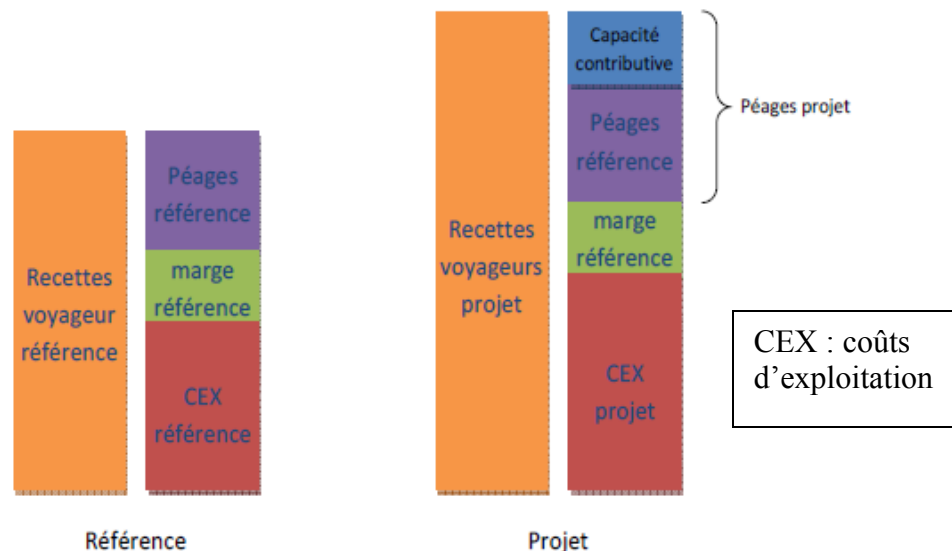 Recettes
voyageur
référence
Péages
référence
marge
référence
CEX
référence
Référence
Recettes
voyageurs
projet
Capacité
contributive
Péages
référence
marge
référence
CEX
projet
Projet
Péages projet
CEX : coûts
d’exploitation